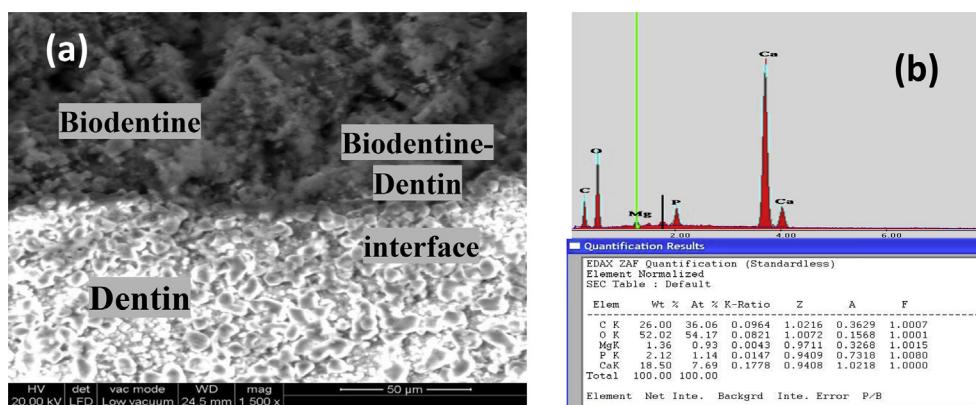 (a)
Biodentine
Biodentine-
Dentin
interface
Dentin
HV det vac mode WD mag 50 µm
20.00 kV LFD Low vacuum 24.5 mm 1 500 x
(b)
Ca
O
C
Mg
P
Ca
2.00 4.00 6.00
Quantification Results
EDAX ZAF Quantification (Standardless)
Element Normalized
SEC Table : Default
Elem Wt % At % K-Ratio Z A F
C K 26.00 36.06 0.0964 1.0216 0.3629 1.0007
O K 52.02 54.17 0.0821 1.0072 0.1568 1.0001
MgK 1.36 0.93 0.0043 0.9711 0.3268 1.0015
P K 2.12 1.14 0.0147 0.9409 0.7318 1.0080
CaK 18.50 7.69 0.1778 0.9408 1.0218 1.0000
Total 100.00 100.00
Element Net Inte. Backgrd Inte. Error P/B